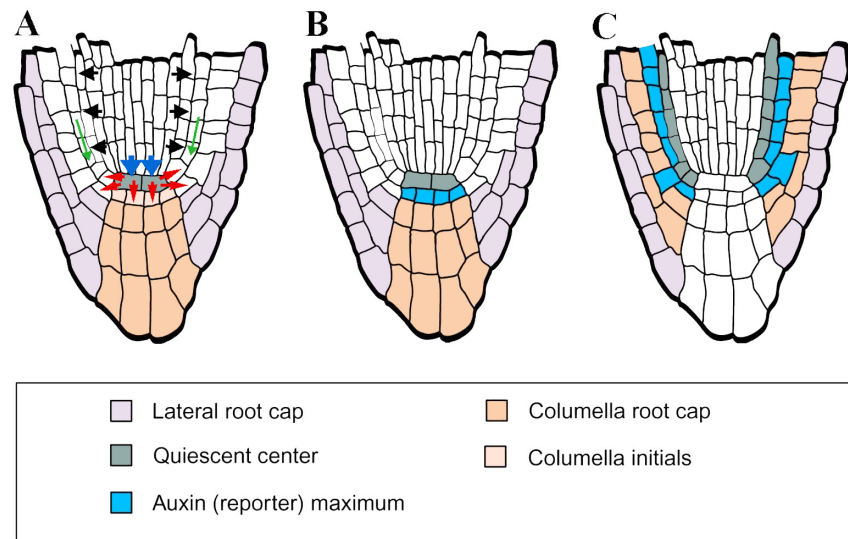 A B C
Lateral root cap Columella root cap
Quiescent center Columella initials
Auxin (reporter) maximum